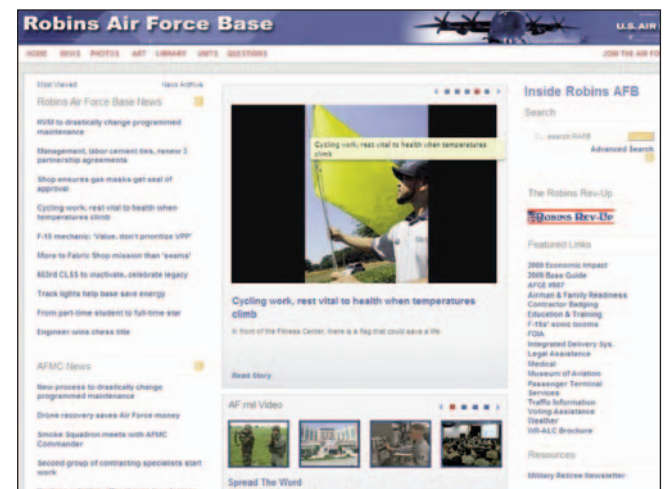 Robins Air Force Base
U.S. AIR
HOME NEWS PHOTOS ART LIBRARY UNITS QUESTIONS
JOIN THE AIR FO
Most Viewed
News Archive
Robins Air Force Base News
HVM to drastically change programmed
maintenance
Management, labor cement ties, renew 3
partnership agreements
Shop ensures gas masks get seal of
approval
Cycling work, rest vital to health when
temperatures climb
F-15 mechanic: 'Value, don't prioritize VPP'
More to Fabric Shop mission than 'seams'
653rd CLSS to inactivate, celebrate legacy
Track lights help base save energy
From part-time student to full-time star
Engineer wins chess title
AFMC News
New process to drastically change
programmed maintenance
Drone recovery saves Air Force money
Smoke Squadron meets with AFMC
Commander
Second group of contracting specialists start
work
Cycling work, rest vital to health when temperatures
climb
Cycling work, rest vital to health when temperatures
climb
In front of the Fitness Center, there is a flag that could save a life.
Read Story
AF.mil Video
Spread The Word
Inside Robins AFB
Search
search RAFB
Advanced Search
The Robins Rev-Up
ROBINS REV-UP
Featured Links
2009 Economic Impact
2009 Base Guide
AFGE #987
Airman & Family Readiness
Contractor Badging
Education & Training
F-15s' sonic booms
FOIA
Integrated Delivery Sys.
Legal Assistance
Medical
Museum of Aviation
Passenger Terminal
Services
Traffic Information
Voting Assistance
Weather
WR-ALC Brochure
Resources
Military Retiree Newsletter